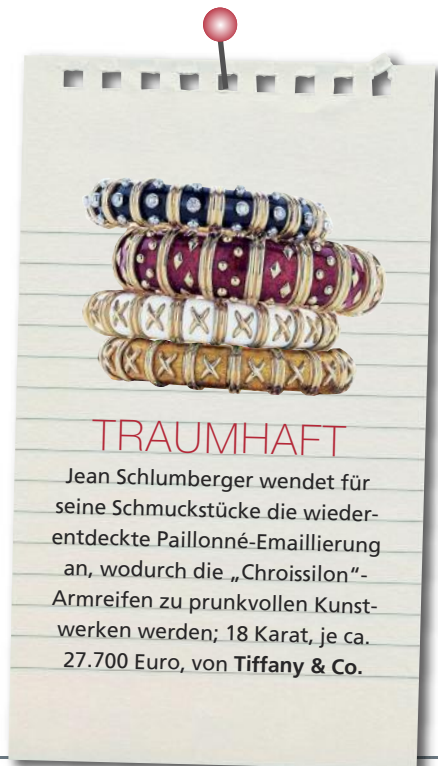 TRAUMHAFT
Jean Schlumberger wendet für
seine Schmuckstücke die wieder-
entdeckte Paillonné-Emaillierung
an, wodurch die „Chroissilon“-
Armreifen zu prunkvollen Kunst-
werken werden; 18 Karat, je ca.
27.700 Euro, von Tiffany & Co.